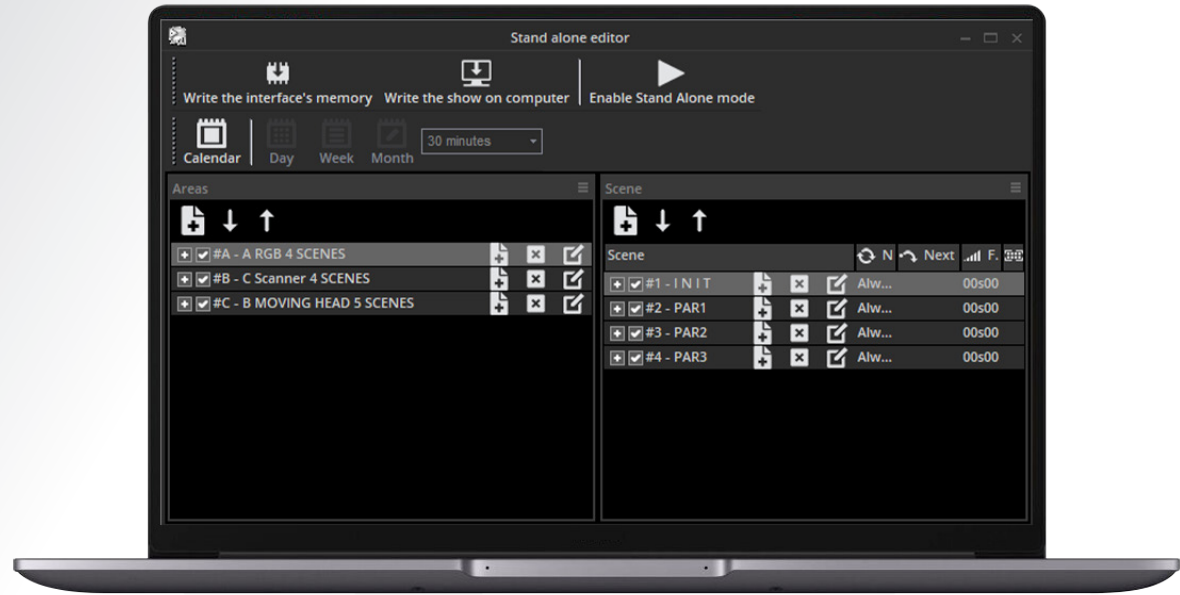 Stand alone editor
Write the interface's memory Write the show on computer Enable Stand Alone mode
Calendar Day Week Month 30 minutes
Areas
#A - A RGB 4 SCENES
#B - C Scanner 4 SCENES
#C - B MOVING HEAD 5 SCENES
Scene
Scene N Next F.
#1 - I N I T Alw... 00s00
#2 - PAR1 Alw... 00s00
#3 - PAR2 Alw... 00s00
#4 - PAR3 Alw... 00s00